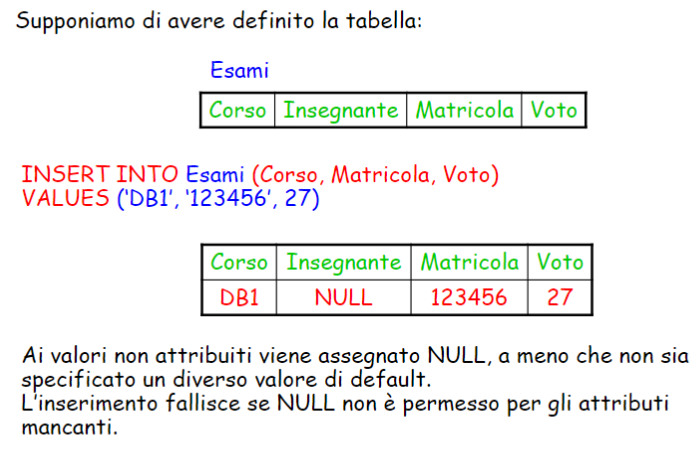 Supponiamo di avere definito la tabella:
Esami
Corso Insegnante Matricola Voto
INSERT INTO Esami (Corso, Matricola, Voto)
VALUES (‘DB1’, ‘123456’, 27)
Corso Insegnante Matricola Voto
DB1 NULL 123456 27
Ai valori non attribuiti viene assegnato NULL, a meno che non sia
specificato un diverso valore di default.
L’inserimento fallisce se NULL non è permesso per gli attributi
mancanti.